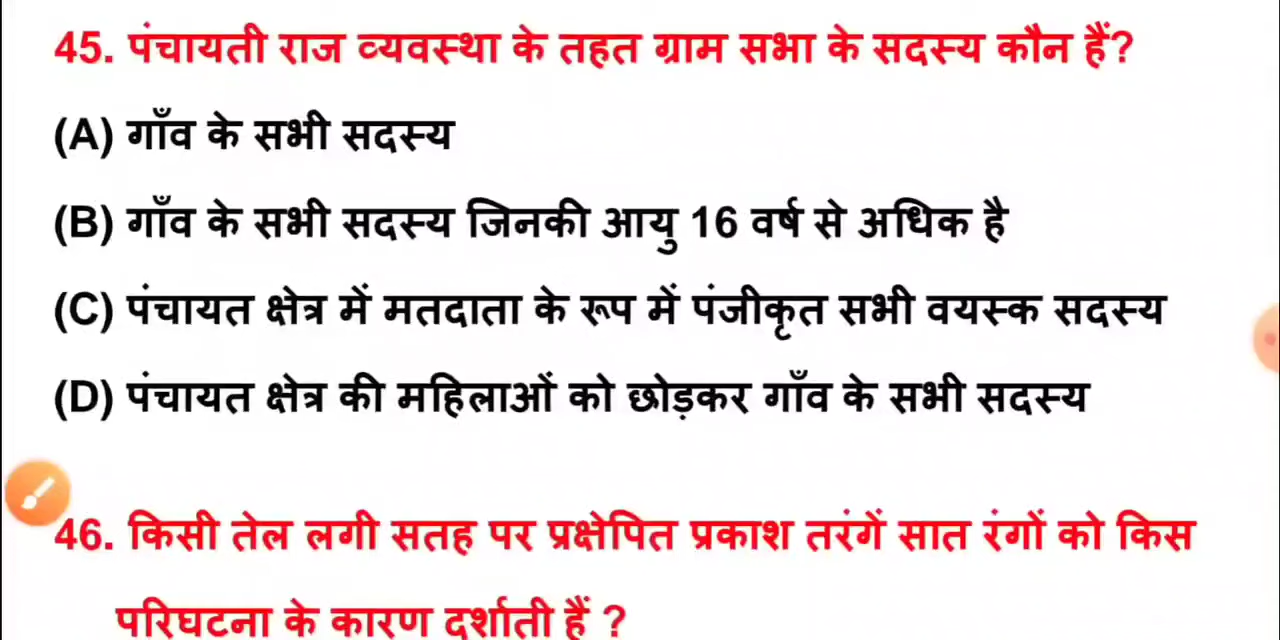 45. पंचायती राज व्यवस्था के तहत ग्राम सभा के सदस्य कौन हैं?
(A) गाँव के सभी सदस्य
(B) गाँव के सभी सदस्य जिनकी आयु 16 वर्ष से अधिक है
(C) पंचायत क्षेत्र में मतदाता के रूप में पंजीकृत सभी वयस्क सदस्य
(D) पंचायत क्षेत्र की महिलाओं को छोड़कर गाँव के सभी सदस्य
46. किसी तेल लगी सतह पर प्रक्षेपित प्रकाश तरंगें सात रंगों को किस
परिघटना के कारण दर्शाती हैं ?